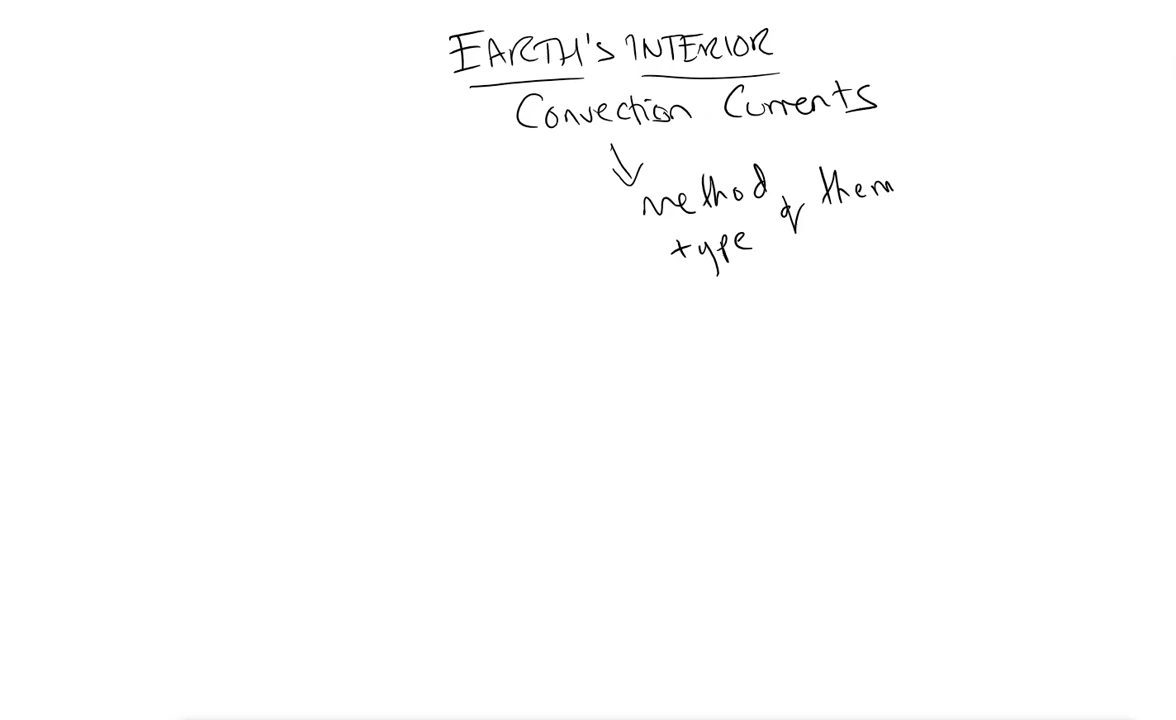 EARTH'S INTERIOR
Convection Currents
method of them
type